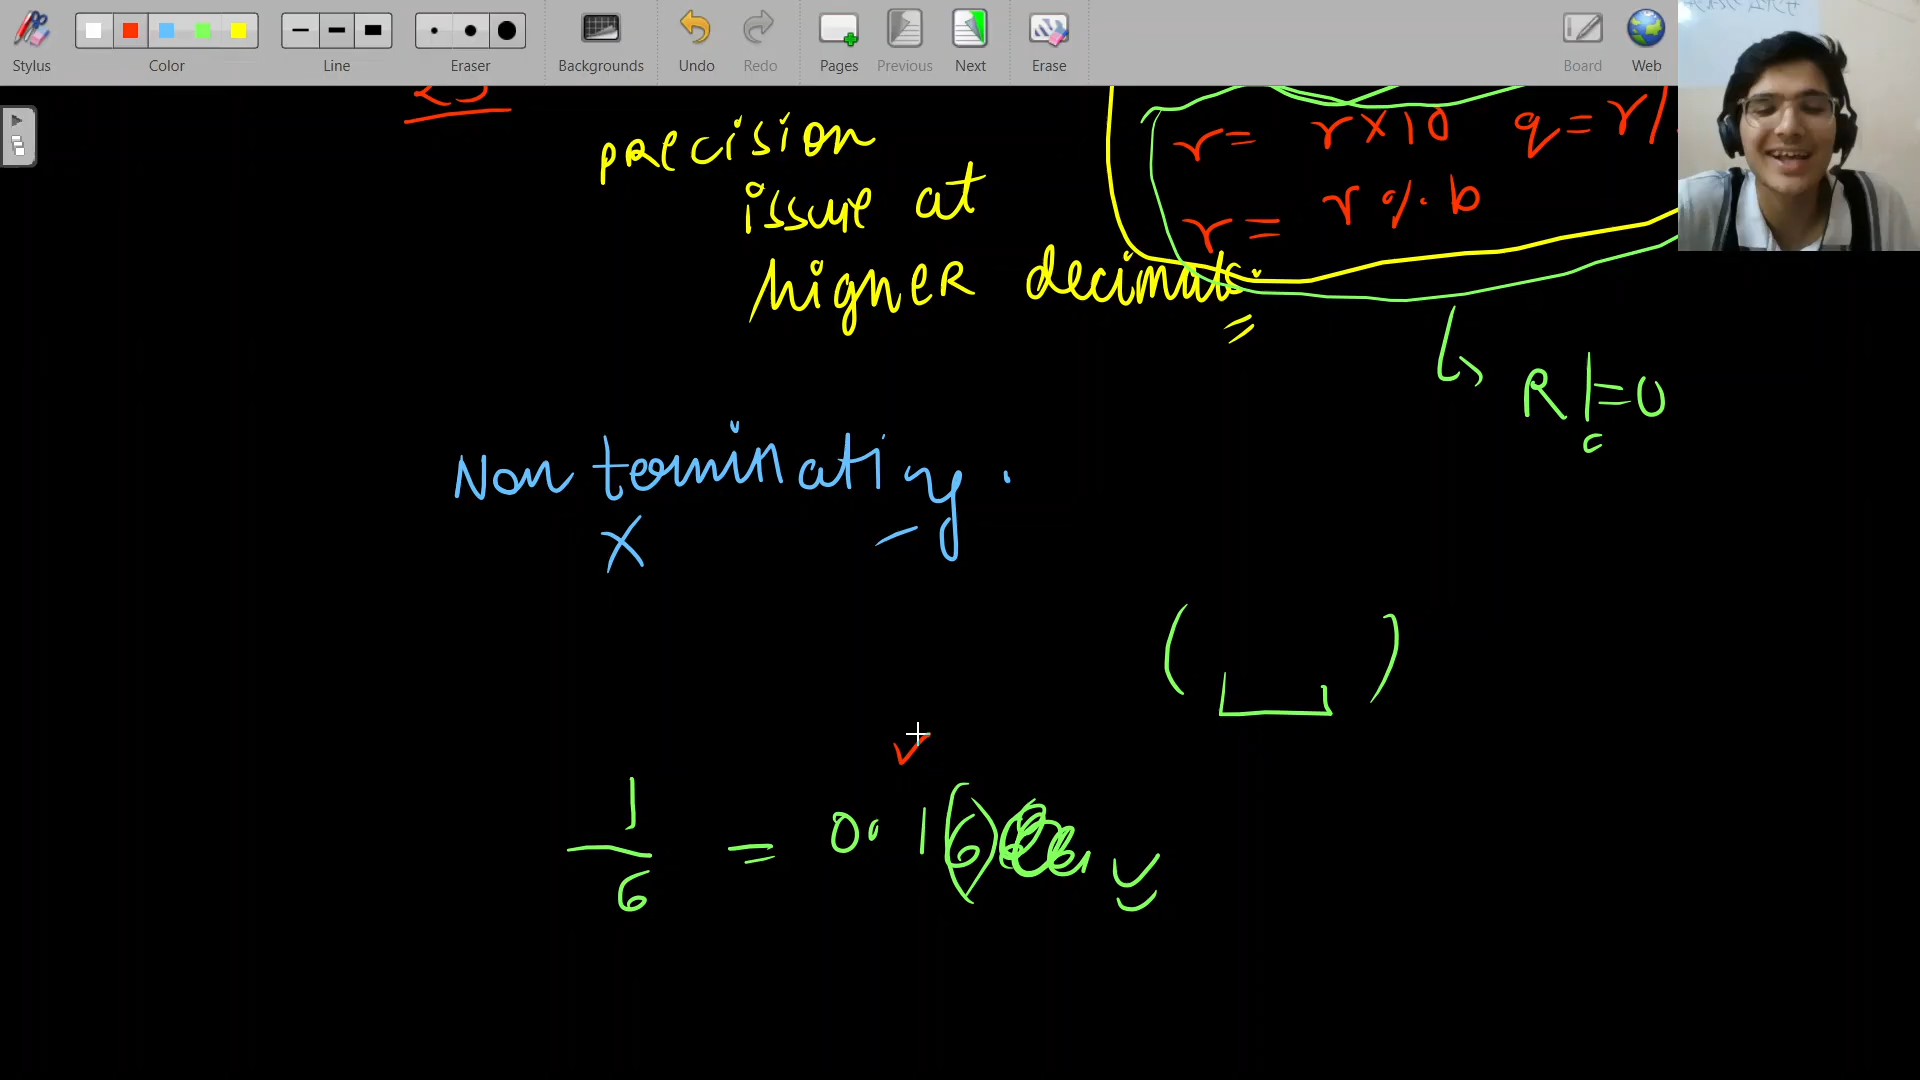 Stylus
Color
Line
Eraser
Backgrounds
Undo
Redo
Pages
Previous
Next
Erase
Board
Web
precision
issue at
higher decimals.
r = r x 10 q = r /
r = r % b
R != 0
Non terminating.
x
( )
1/6 = 0.1(6)